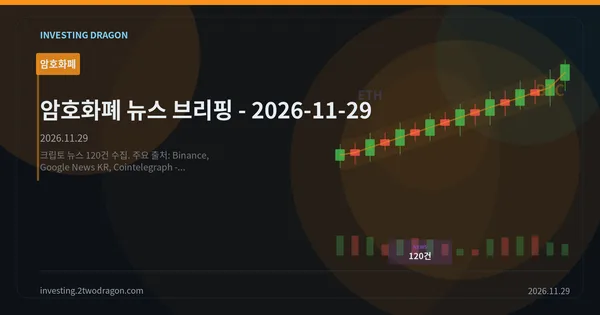 INVESTING DRAGON
암호화폐
ETH
BTC
암호화폐 뉴스 브리핑 - 2026-11-29
2026.11.29
크립토 뉴스 120건 수집. 주요 출처: Binance,
Google News KR, Cointelegraph -...
120건
investing.2twodragon.com
2026.11.29